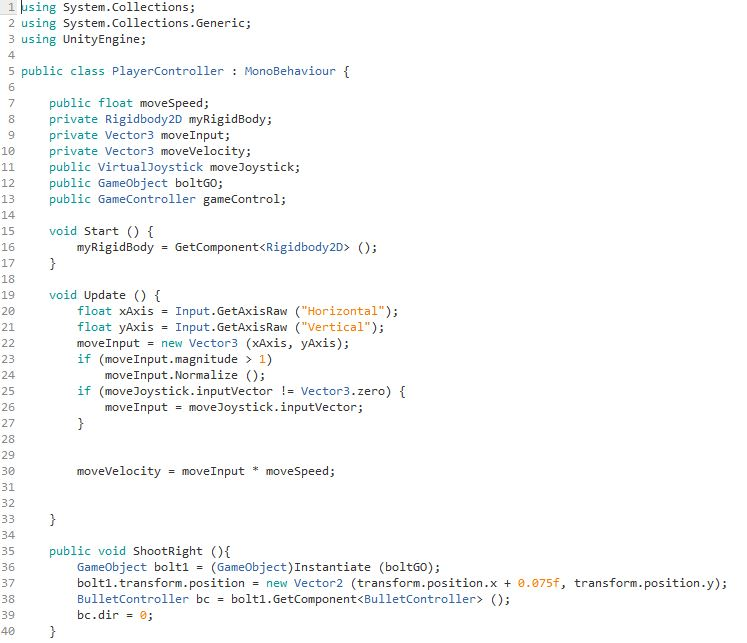 1 using System.Collections;
2 using System.Collections.Generic;
3 using UnityEngine;
4
5 public class PlayerController : MonoBehaviour {
6
7     public float moveSpeed;
8     private Rigidbody2D myRigidBody;
9     private Vector3 moveInput;
10     private Vector3 moveVelocity;
11     public VirtualJoystick moveJoystick;
12     public GameObject boltGO;
13     public GameController gameControl;
14
15     void Start () {
16         myRigidBody = GetComponent<Rigidbody2D> ();
17     }
18
19     void Update () {
20         float xAxis = Input.GetAxisRaw ("Horizontal");
21         float yAxis = Input.GetAxisRaw ("Vertical");
22         moveInput = new Vector3 (xAxis, yAxis);
23         if (moveInput.magnitude > 1)
24             moveInput.Normalize ();
25         if (moveJoystick.inputVector != Vector3.zero) {
26             moveInput = moveJoystick.inputVector;
27         }
28
29
30         moveVelocity = moveInput * moveSpeed;
31
32
33     }
34
35     public void ShootRight (){
36         GameObject bolt1 = (GameObject)Instantiate (boltGO);
37         bolt1.transform.position = new Vector2 (transform.position.x + 0.075f, transform.position.y);
38         BulletController bc = bolt1.GetComponent<BulletController> ();
39         bc.dir = 0;
40     }